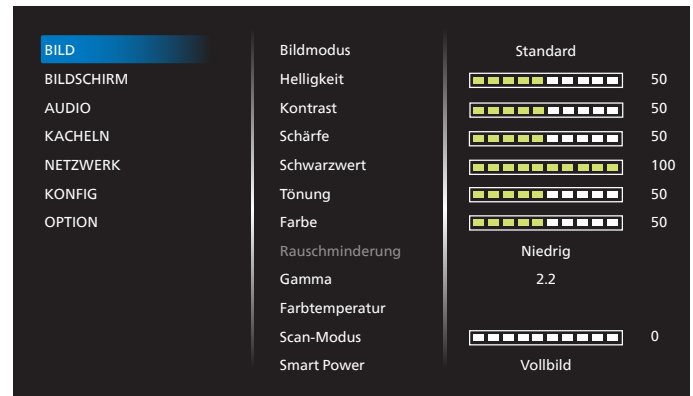 BILD Bildmodus Standard
BILDSCHIRM Helligkeit 50
AUDIO Kontrast 50
KACHELN Schärfe 50
NETZWERK Schwarzwert 100
KONFIG Tönung 50
OPTION Farbe 50
Rauschminderung Niedrig
Gamma 2.2
Farbtemperatur
Scan-Modus 0
Smart Power Vollbild